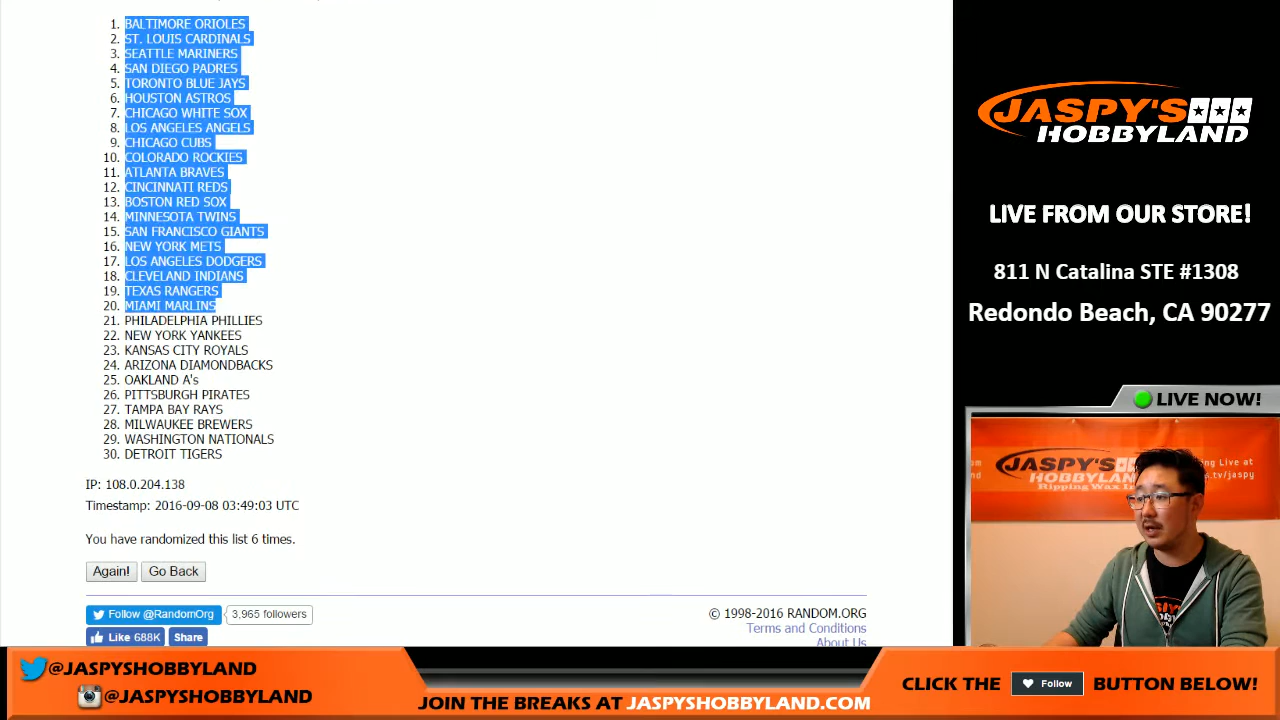 1. BALTIMORE ORIOLES
2. ST. LOUIS CARDINALS
3. SEATTLE MARINERS
4. SAN DIEGO PADRES
5. TORONTO BLUE JAYS
6. HOUSTON ASTROS
7. CHICAGO WHITE SOX
8. LOS ANGELES ANGELS
9. CHICAGO CUBS
10. COLORADO ROCKIES
11. ATLANTA BRAVES
12. CINCINNATI REDS
13. BOSTON RED SOX
14. MINNESOTA TWINS
15. SAN FRANCISCO GIANTS
16. NEW YORK METS
17. LOS ANGELES DODGERS
18. CLEVELAND INDIANS
19. TEXAS RANGERS
20. MIAMI MARLINS
21. PHILADELPHIA PHILLIES
22. NEW YORK YANKEES
23. KANSAS CITY ROYALS
24. ARIZONA DIAMONDBACKS
25. OAKLAND A's
26. PITTSBURGH PIRATES
27. TAMPA BAY RAYS
28. MILWAUKEE BREWERS
29. WASHINGTON NATIONALS
30. DETROIT TIGERS
IP: 108.0.204.138
Timestamp: 2016-09-08 03:49:03 UTC
You have randomized this list 6 times.
Again! Go Back
Follow @RandomOrg 3,965 followers
Like 688K Share
© 1998-2016 RANDOM.ORG
Terms and Conditions
About Us
JASPY'S
HOBBYLAND
LIVE FROM OUR STORE!
811 N Catalina STE #1308
Redondo Beach, CA 90277
LIVE NOW!
JASPY'S
HOBBYLAND
Ripping Wax
ng Live at
s.tv/jaspy
@JASPYSHOBBYLAND
@JASPYSHOBBYLAND
JOIN THE BREAKS AT JASPYSHOBBYLAND.COM
CLICK THE Follow BUTTON BELOW!